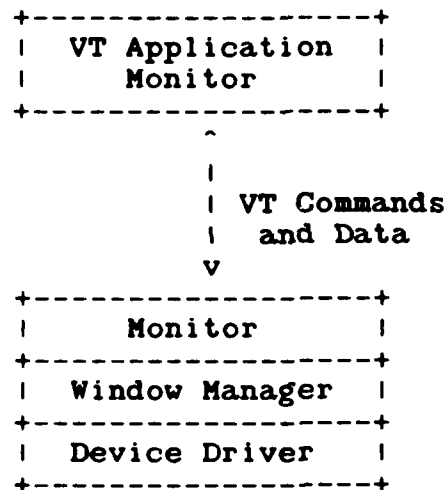 VT Application
Monitor
VT Commands
and Data
Monitor
Window Manager
Device Driver